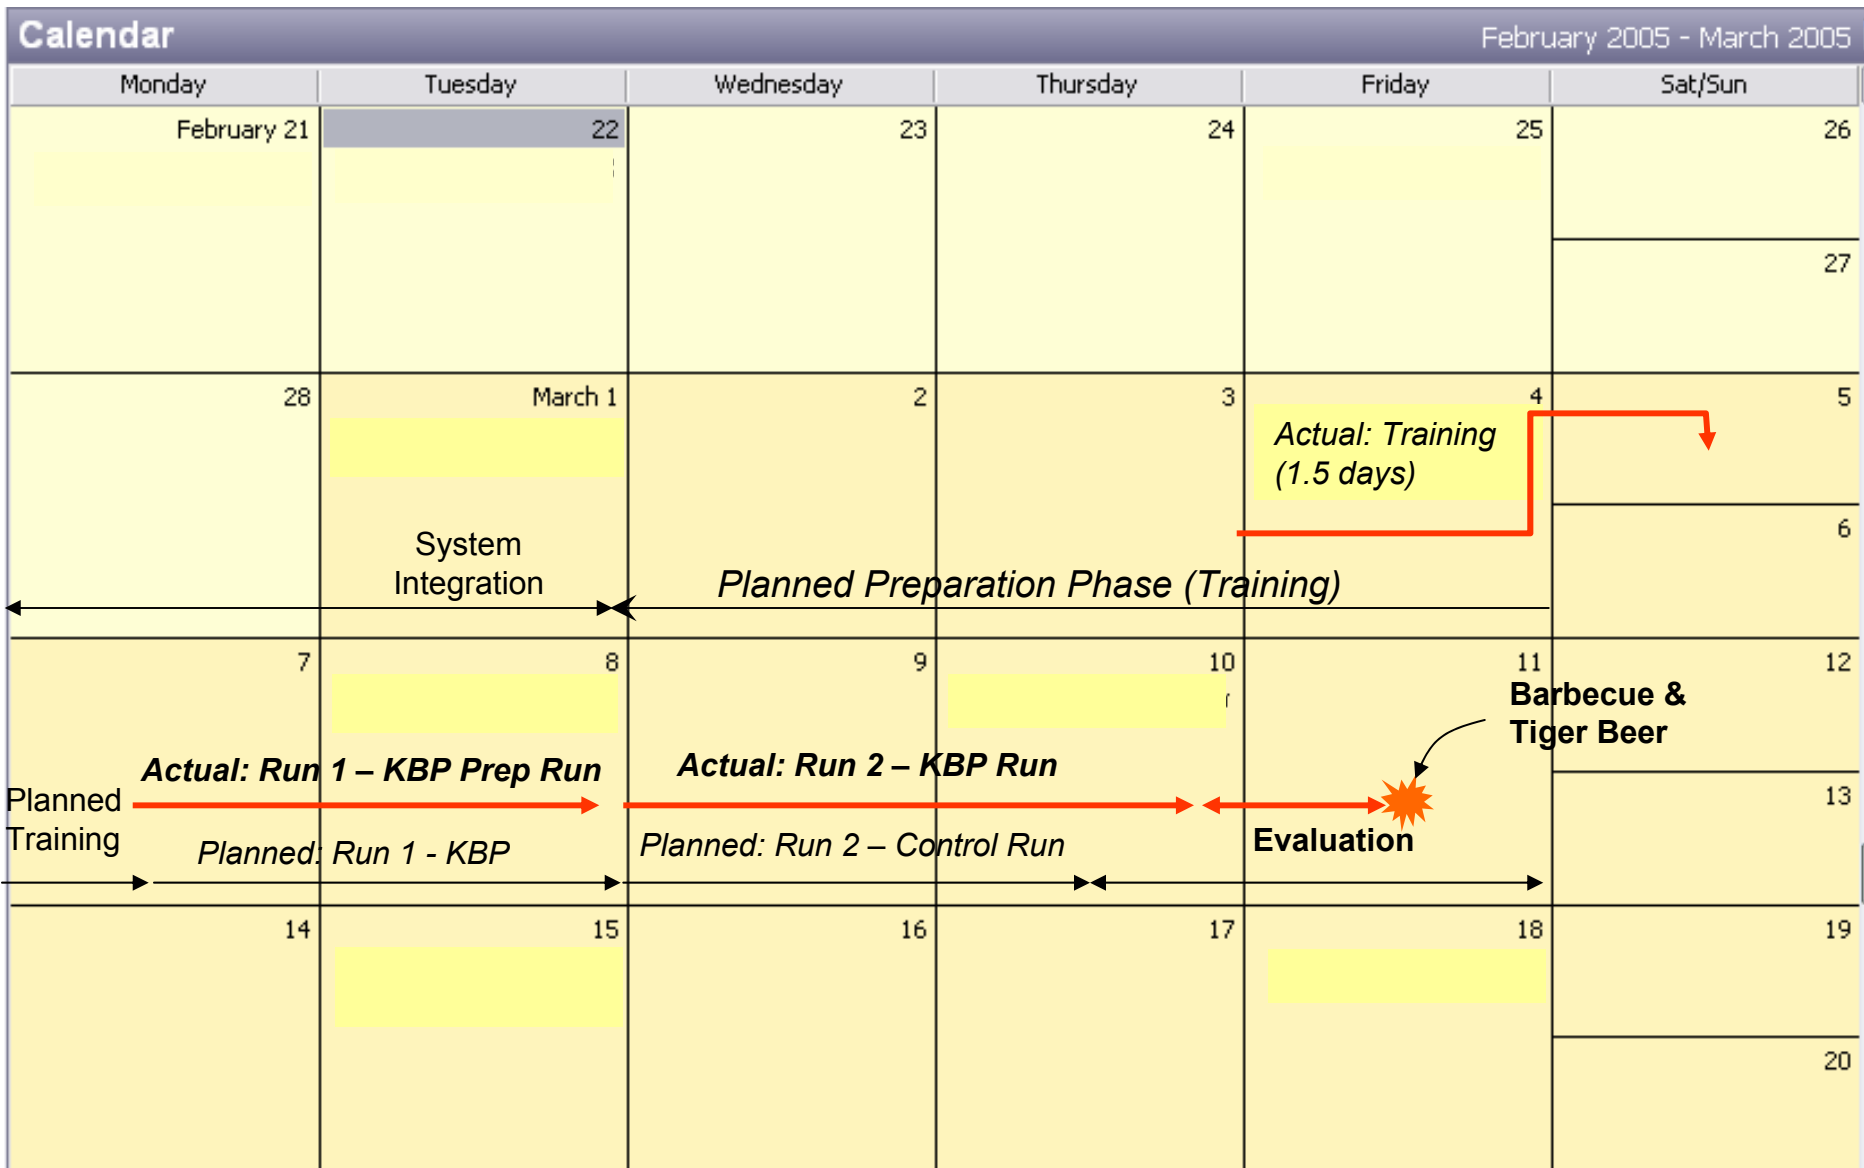 Calendar
February 2005 - March 2005
Monday
Tuesday
Wednesday
Thursday
Friday
Sat/Sun
February 21
22
23
24
25
26
27
28
March 1
2
3
4
5
6
Actual: Training
(1.5 days)
System
Integration
Planned Preparation Phase (Training)
7
8
9
10
11
12
13
Barbecue &
Tiger Beer
Actual: Run 1 – KBP Prep Run
Actual: Run 2 – KBP Run
Planned
Training
Planned: Run 1 - KBP
Planned: Run 2 – Control Run
Evaluation
14
15
16
17
18
19
20